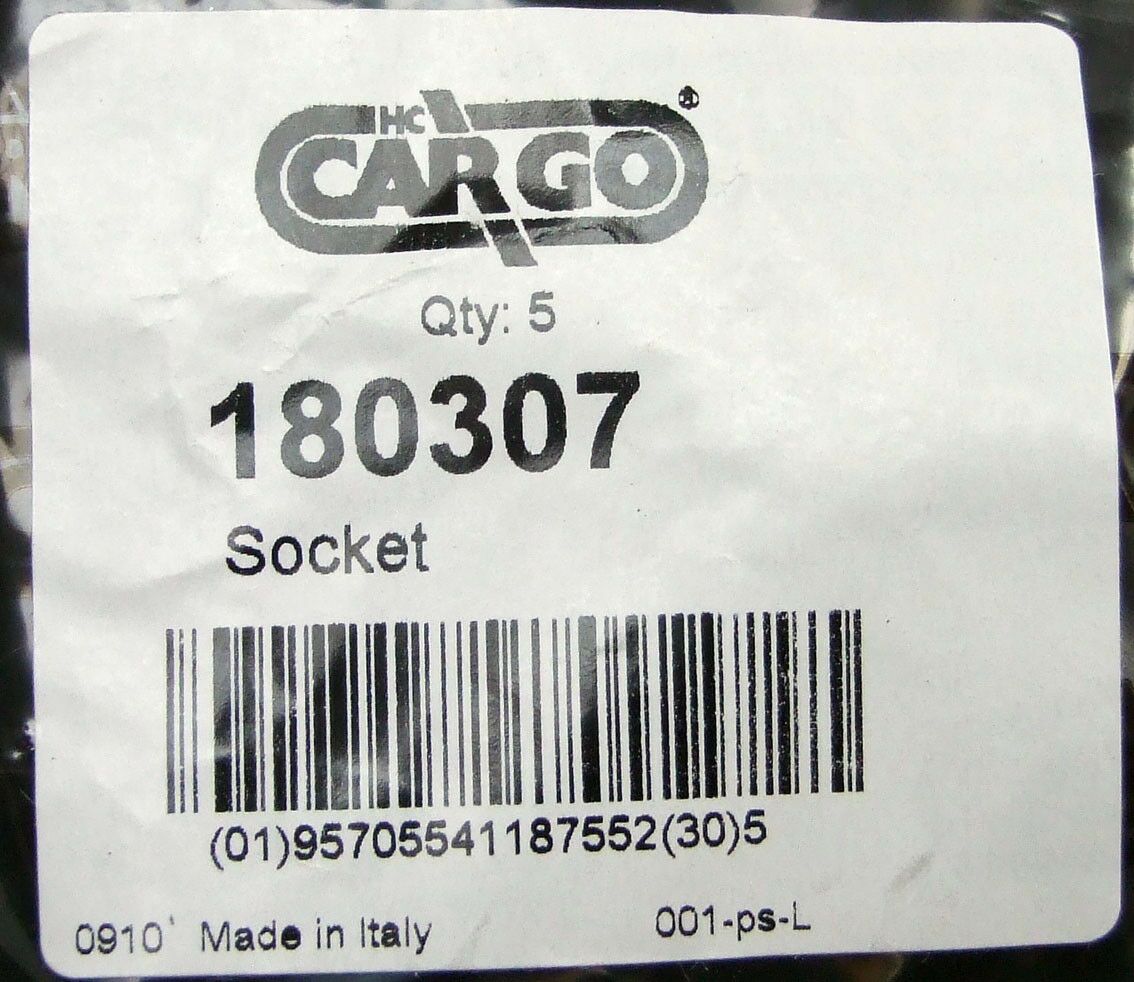 HC
CARGO®
Qty: 5
180307
Socket
(01)95705541187552(30)5
0910' Made in Italy
001-ps-L